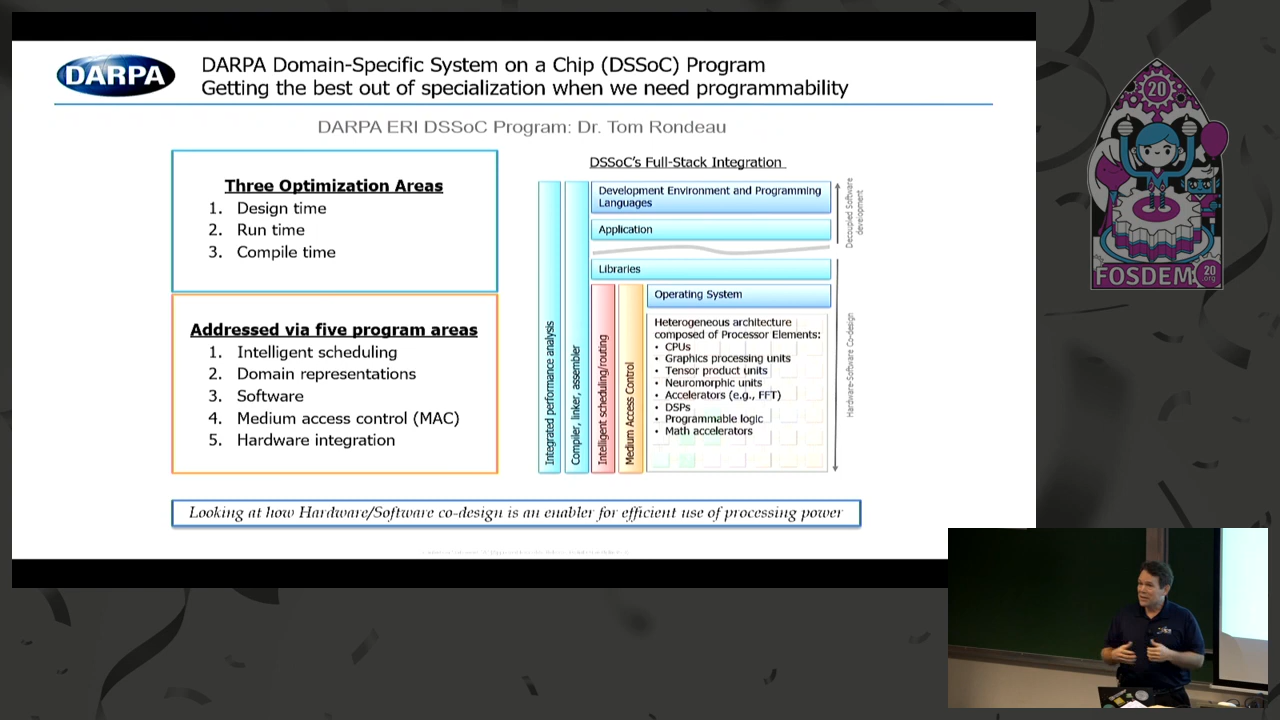 DARPA
DARPA Domain-Specific System on a Chip (DSSoC) Program
Getting the best out of specialization when we need programmability
DARPA ERI DSSoC Program: Dr. Tom Rondeau
Three Optimization Areas
1. Design time
2. Run time
3. Compile time
Addressed via five program areas
1. Intelligent scheduling
2. Domain representations
3. Software
4. Medium access control (MAC)
5. Hardware integration
DSSoC's Full-Stack Integration
Integrated performance analysis
Compiler, linker, assembler
Intelligent scheduling/routing
Medium Access Control
Development Environment and Programming
Languages
Application
Libraries
Operating System
Heterogeneous architecture
composed of Processor Elements:
• CPUs
• Graphics processing units
• Tensor product units
• Neuromorphic units
• Accelerators (e.g., FFT)
• DSPs
• Programmable logic
• Math accelerators
Decoupled Software
development
Hardware-Software Co-design
Looking at how Hardware/Software co-design is an enabler for efficient use of processing power
20
FOSDEM
20
.org